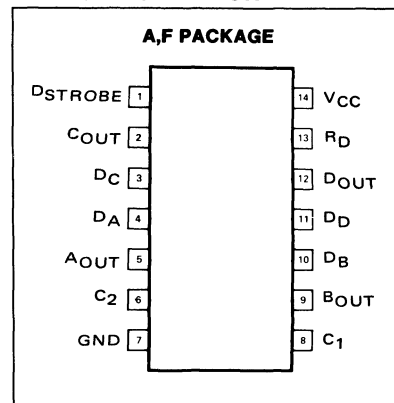 A,F PACKAGE
DSTROBE 1
COUT 2
DC 3
DA 4
AOUT 5
C2 6
GND 7
14 VCC
13 RD
12 DOUT
11 DD
10 DB
9 BOUT
8 C1